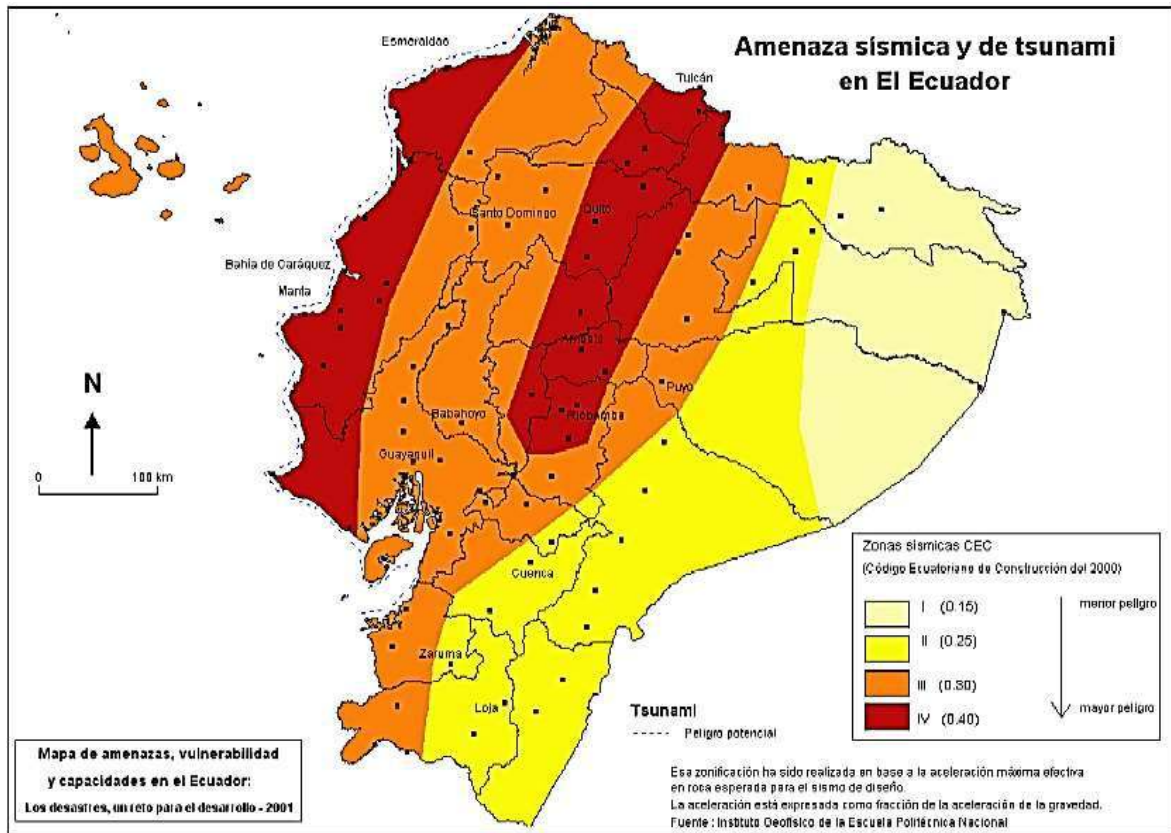 Amenaza sísmica y de tsunami
en El Ecuador
Esmeraldao
Tulcán
Santo Domingo
Quito
Bahía de Caráquez
Manta
Ambato
Puyo
Riobamba
Babahoyo
Guayaquil
N
0 100 km
Cuenca
Zaruma
Loja
Zonas sísmicas CEC
(Código Ecuatoriano de Construcción del 2000)
I (0.15)
menor peligro
II (0.25)
III (0.30)
IV (0.40)
mayor peligro
Tsunami
Peligro potencial
Mapa de amenazas, vulnerabilidad
y capacidades en el Ecuador:
Los desastres, un reto para el desarrollo - 2001
Esa zonificación ha sido realizada en base a la aceleración máxima efectiva
en roca esperada para el sismo de diseño.
La aceleración está expresada como fracción de la aceleración de la gravedad.
Fuente : Instituto Geofísico de la Escuela Politécnica Nacional